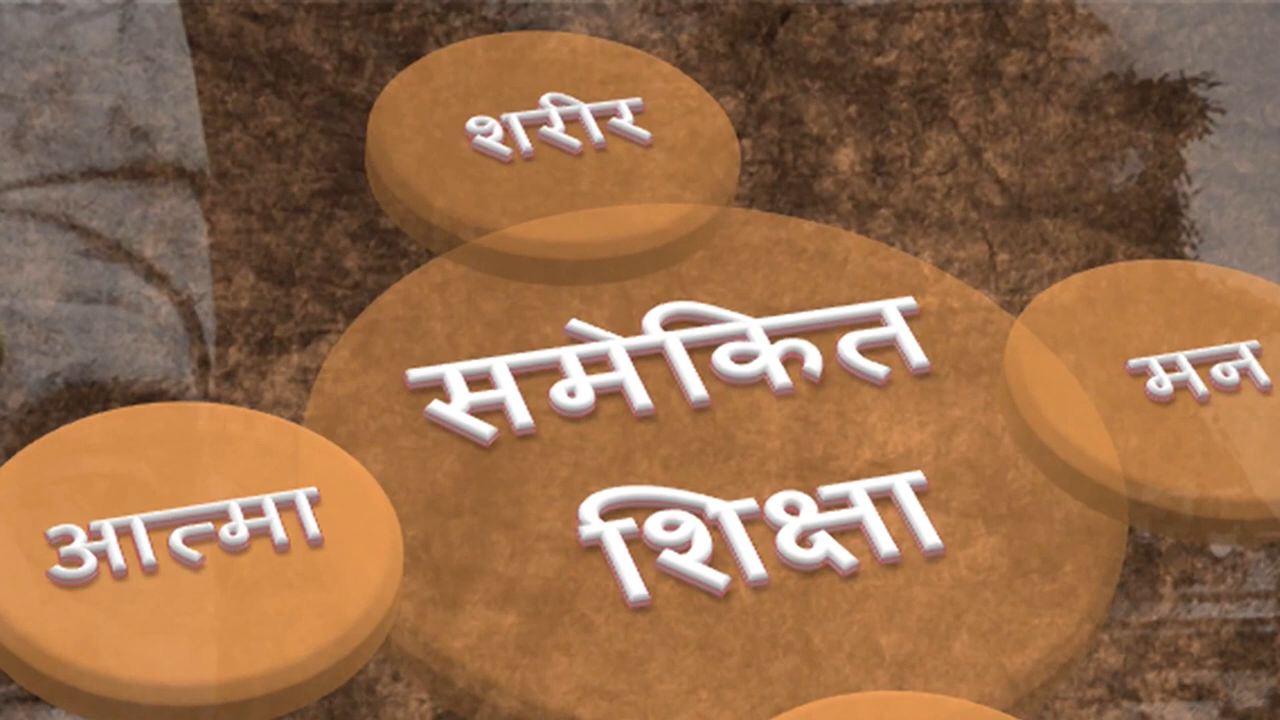 शरीर
समेकित
शिक्षा
मन
आत्मा